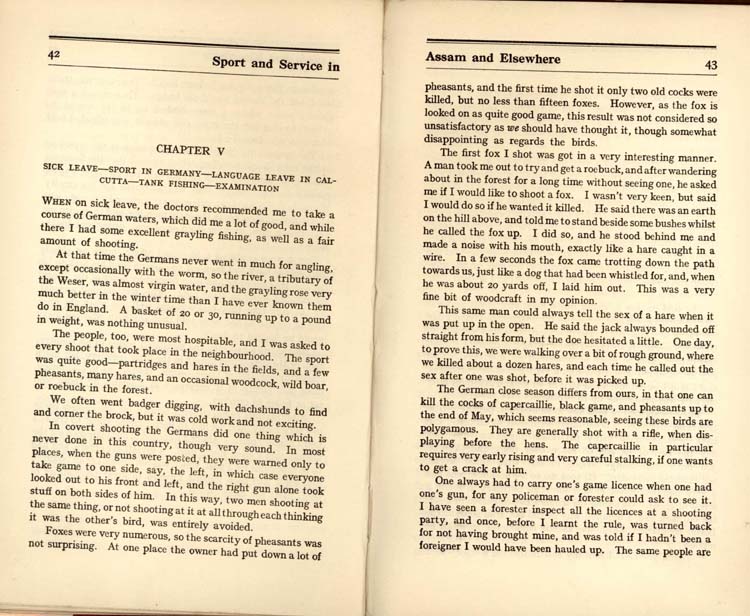 42
Sport and Service in
CHAPTER V
SICK LEAVE—SPORT IN GERMANY—LANGUAGE LEAVE IN CAL-
CUTTA—TANK FISHING—EXAMINATION
WHEN on sick leave, the doctors recommended me to take a
course of German waters, which did me a lot of good, and while
there I had some excellent grayling fishing, as well as a fair
amount of shooting.
At that time the Germans never went in much for angling,
except occasionally with the worm, so the river, a tributary of
the Weser, was almost virgin water, and the grayling rose very
much better in the winter time than I have ever known them
do in England. A basket of 20 or 30, running up to a pound
in weight, was nothing unusual.
The people, too, were most hospitable, and I was asked to
every shoot that took place in the neighbourhood. The sport
was quite good—partridges and hares in the fields, and a few
pheasants, many hares, and an occasional woodcock, wild boar,
or roebuck in the forest.
We often went badger digging, with dachshunds to find
and corner the brock, but it was cold work and not exciting.
In covert shooting the Germans did one thing which is
never done in this country, though very sound. In most
places, when the guns were posted, they were warned only to
take game to one side, say, the left, in which case everyone
looked out to his front and left, and the right gun alone took
stuff on both sides of him. In this way, two men shooting at
the same thing, or not shooting at it at all through each thinking
it was the other's bird, was entirely avoided.
Foxes were very numerous, so the scarcity of pheasants was
not surprising. At one place the owner had put down a lot of
Assam and Elsewhere
43
pheasants, and the first time he shot it only two old cocks were
killed, but no less than fifteen foxes. However, as the fox is
looked on as quite good game, this result was not considered so
unsatisfactory as we should have thought it, though somewhat
disappointing as regards the birds.
The first fox I shot was got in a very interesting manner.
A man took me out to try and get a roebuck, and after wandering
about in the forest for a long time without seeing one, he asked
me if I would like to shoot a fox. I wasn't very keen, but said
I would do so if he wanted it killed. He said there was an earth
on the hill above, and told me to stand beside some bushes whilst
he called the fox up. I did so, and he stood behind me and
made a noise with his mouth, exactly like a hare caught in a
wire. In a few seconds the fox came trotting down the path
towards us, just like a dog that had been whistled for, and, when
he was about 20 yards off, I laid him out. This was a very
fine bit of woodcraft in my opinion.
This same man could always tell the sex of a hare when it
was put up in the open. He said the jack always bounded off
straight from his form, but the doe hesitated a little. One day,
to prove this, we were walking over a bit of rough ground, where
we killed about a dozen hares, and each time he called out the
sex after one was shot, before it was picked up.
The German close season differs from ours, in that one can
kill the cocks of capercaillie, black game, and pheasants up to
the end of May, which seems reasonable, seeing these birds are
polygamous. They are generally shot with a rifle, when dis-
playing before the hens. The capercaillie in particular
requires very early rising and very careful stalking, if one wants
to get a crack at him.
One always had to carry one's game licence when one had
one's gun, for any policeman or forester could ask to see it.
I have seen a forester inspect all the licences at a shooting
party, and once, before I learnt the rule, was turned back
for not having brought mine, and was told if I hadn't been a
foreigner I would have been hauled up. The same people are